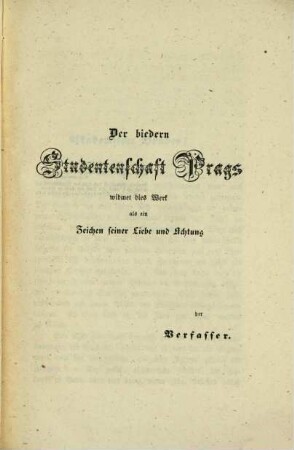 Der biedern
Studentenschaft Prags
widmet dies Werk
als ein
Zeichen seiner Liebe und Achtung
der
Verfasser.